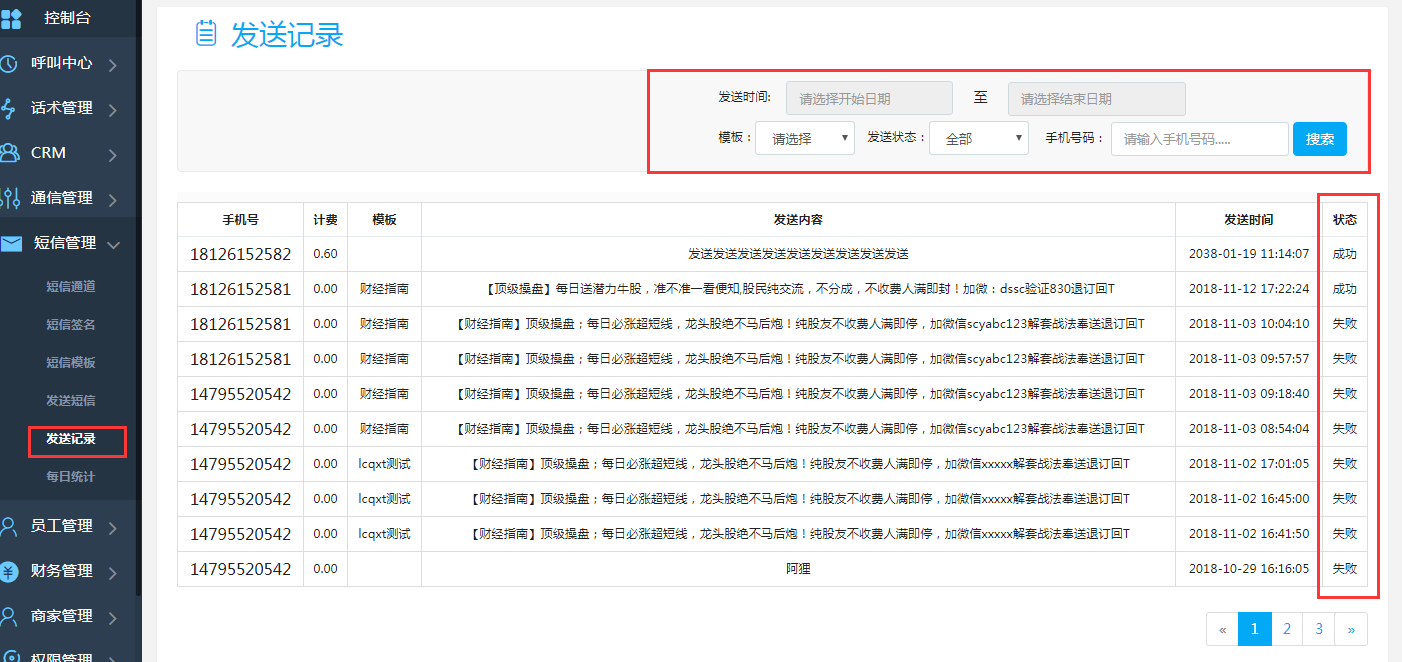 控制台
呼叫中心
话术管理
CRM
通信管理
短信管理
短信通道
短信签名
短信模板
发送短信
发送记录
每日统计
员工管理
财务管理
商家管理
权限管理
发送记录
发送时间: 请选择开始日期 至 请选择结束日期
模板： 请选择 发送状态： 全部 手机号码： 请输入手机号码..... 搜索
手机号 计费 模板 发送内容 发送时间 状态
18126152582 0.60 发送发送发送发送发送发送发送发送发送 2038-01-19 11:14:07 成功
18126152581 0.00 财经指南 【顶级操盘】每日送潜力牛股，准不准一看便知,股民纯交流，不分成，不收费人满即封！加微：dssc验证830退订回T 2018-11-12 17:22:24 成功
18126152581 0.00 财经指南 【财经指南】顶级操盘；每日必涨超短线，龙头股绝不马后炮！纯股友不收费人满即停，加微信scyabc123解套战法奉送退订回T 2018-11-03 10:04:10 失败
18126152581 0.00 财经指南 【财经指南】顶级操盘；每日必涨超短线，龙头股绝不马后炮！纯股友不收费人满即停，加微信scyabc123解套战法奉送退订回T 2018-11-03 09:57:57 失败
14795520542 0.00 财经指南 【财经指南】顶级操盘；每日必涨超短线，龙头股绝不马后炮！纯股友不收费人满即停，加微信scyabc123解套战法奉送退订回T 2018-11-03 09:18:40 失败
14795520542 0.00 财经指南 【财经指南】顶级操盘；每日必涨超短线，龙头股绝不马后炮！纯股友不收费人满即停，加微信scyabc123解套战法奉送退订回T 2018-11-03 08:54:04 失败
14795520542 0.00 lcqxt测试 【财经指南】顶级操盘；每日必涨超短线，龙头股绝不马后炮！纯股友不收费人满即停，加微信xxxxx解套战法奉送退订回T 2018-11-02 17:01:05 失败
14795520542 0.00 lcqxt测试 【财经指南】顶级操盘；每日必涨超短线，龙头股绝不马后炮！纯股友不收费人满即停，加微信xxxxx解套战法奉送退订回T 2018-11-02 16:45:00 失败
14795520542 0.00 lcqxt测试 【财经指南】顶级操盘；每日必涨超短线，龙头股绝不马后炮！纯股友不收费人满即停，加微信xxxxx解套战法奉送退订回T 2018-11-02 16:41:50 失败
14795520542 0.00 阿狸 2018-10-29 16:16:05 失败
« 1 2 3 »